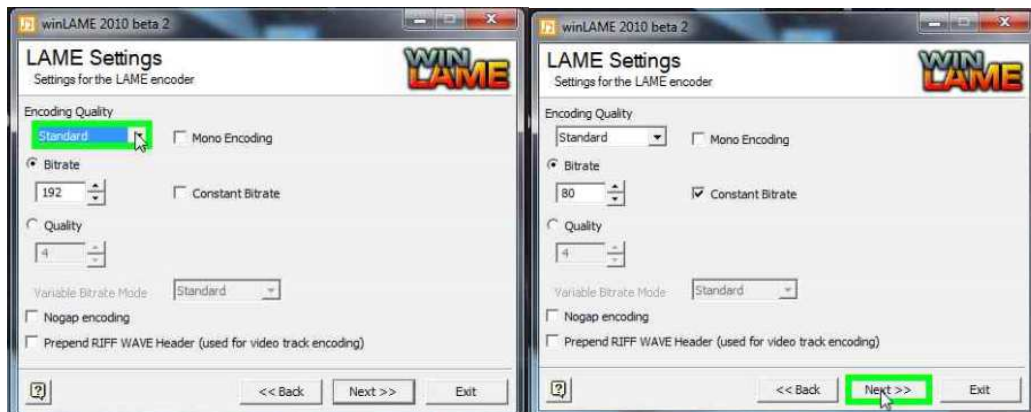 winLAME 2010 beta 2
LAME Settings
Settings for the LAME encoder
WIN
LAME
Encoding Quality
Standard
Mono Encoding
Bitrate
192
Constant Bitrate
Quality
4
Variable Bitrate Mode
Standard
Nogap encoding
Prepend RIFF WAVE Header (used for video track encoding)
<< Back
Next >>
Exit
winLAME 2010 beta 2
LAME Settings
Settings for the LAME encoder
WIN
LAME
Encoding Quality
Standard
Mono Encoding
Bitrate
80
Constant Bitrate
Quality
4
Variable Bitrate Mode
Standard
Nogap encoding
Prepend RIFF WAVE Header (used for video track encoding)
<< Back
Next >>
Exit